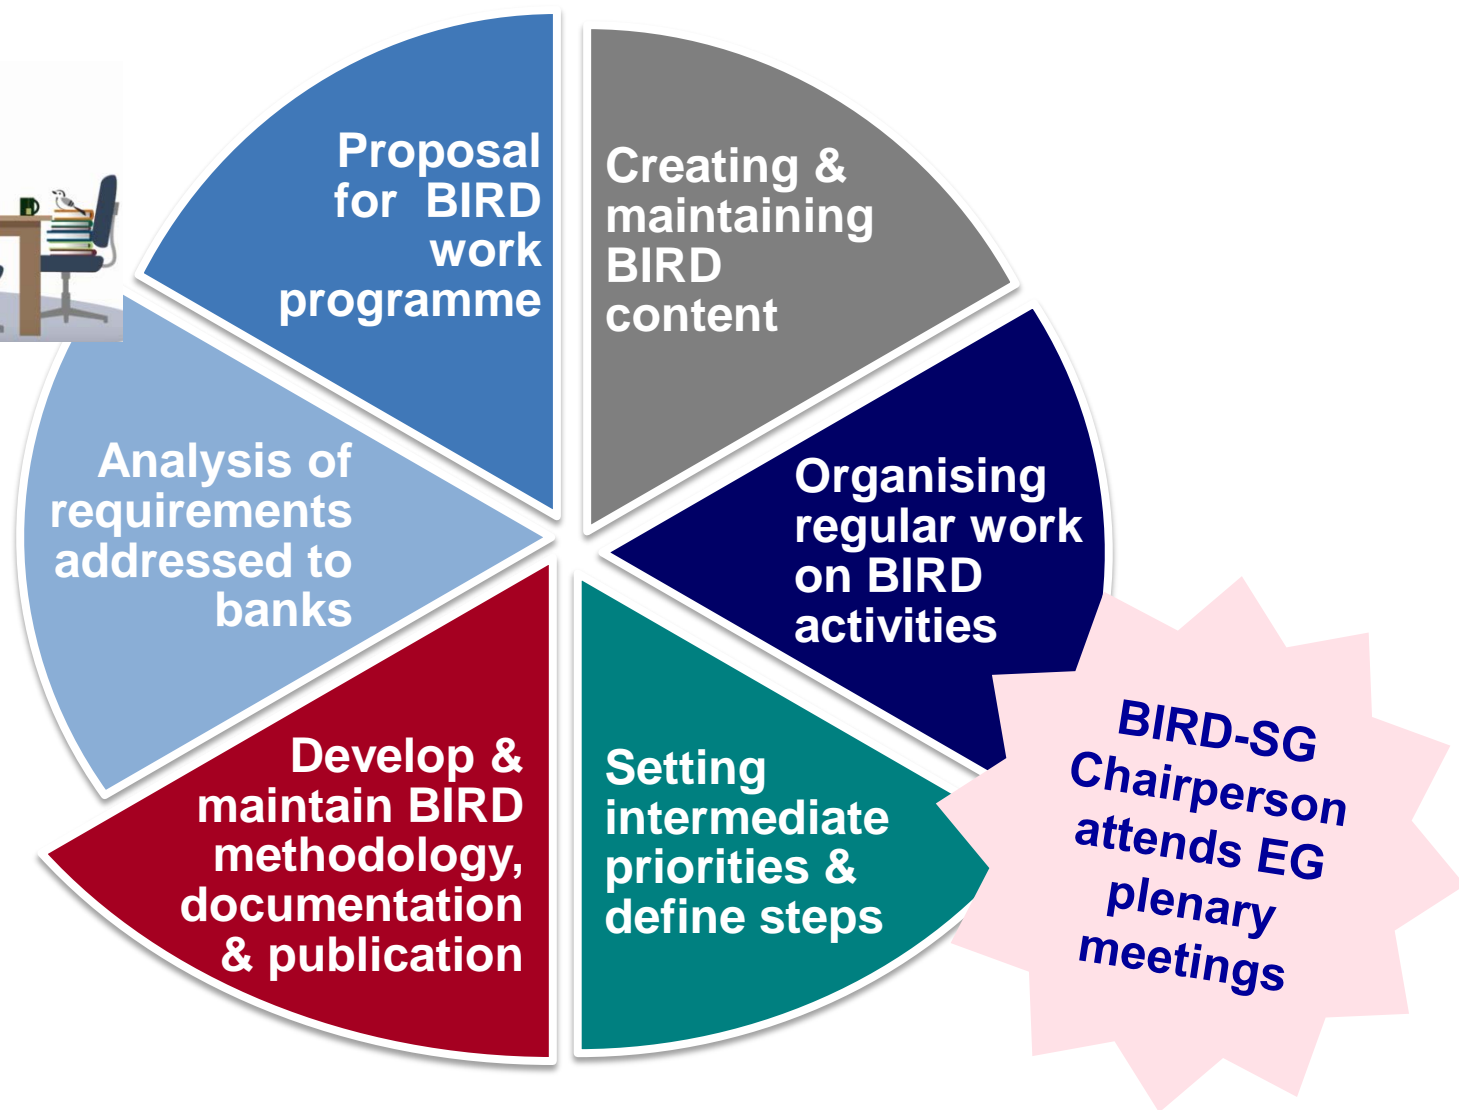 Proposal
for BIRD
work
programme
Creating &
maintaining
BIRD
content
Organising
regular work
on BIRD
activities
Setting
intermediate
priorities &
define steps
Develop &
maintain BIRD
methodology,
documentation
& publication
Analysis of
requirements
addressed to
banks
BIRD-SG
Chairperson
attends EG
plenary
meetings